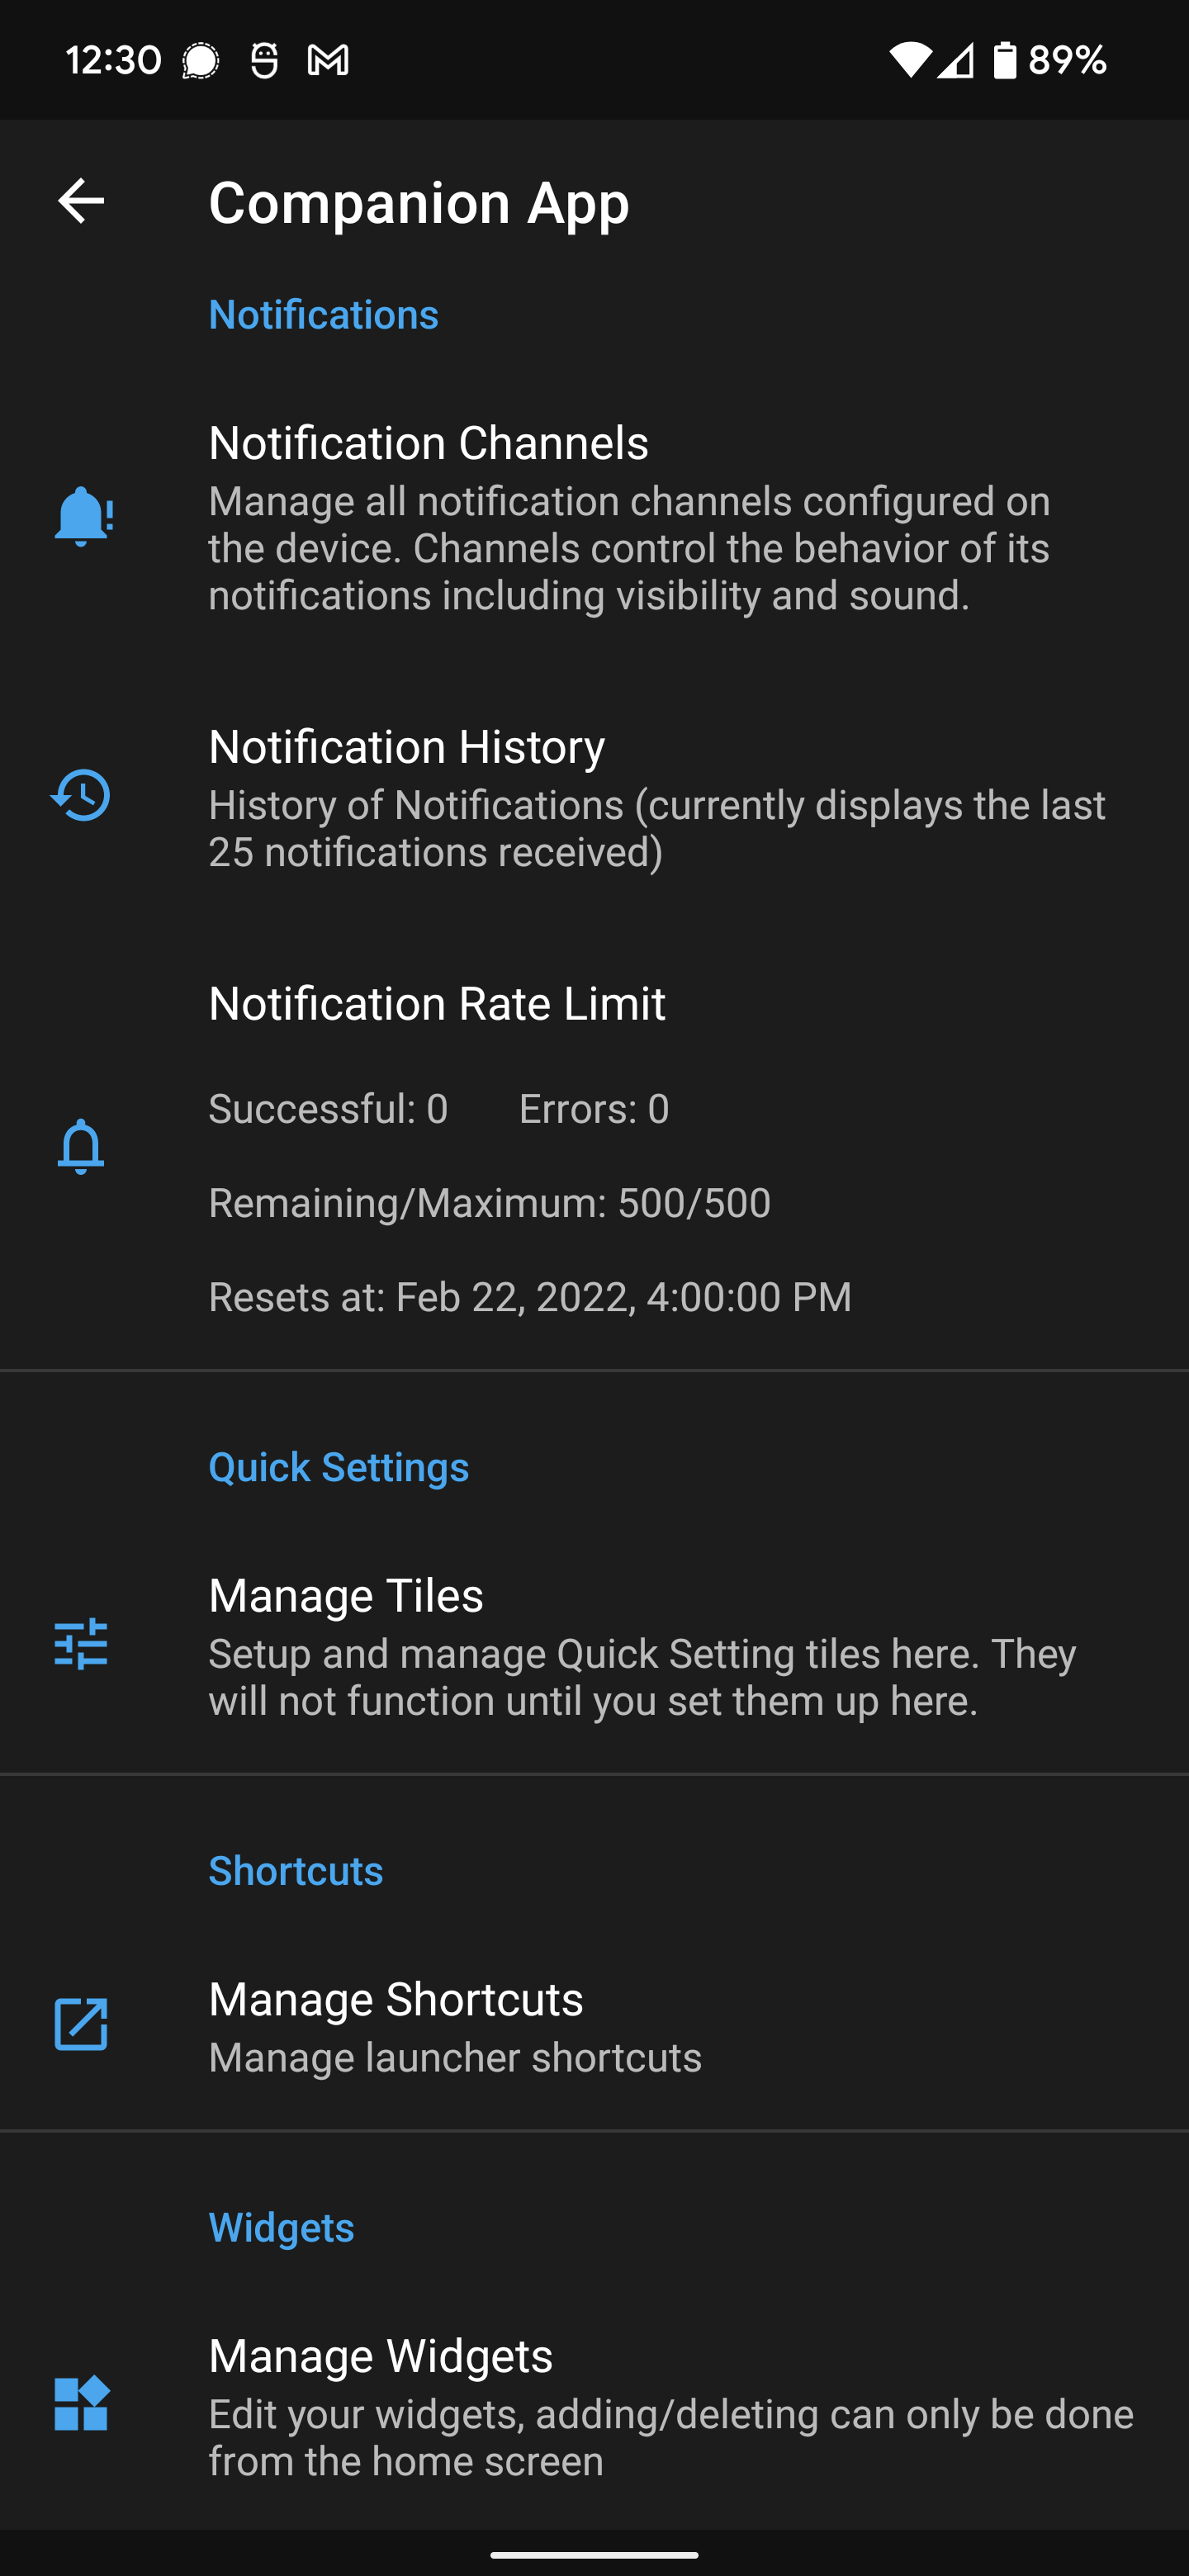 12:30 89%
Companion App
Notifications
Notification Channels
Manage all notification channels configured on
the device. Channels control the behavior of its
notifications including visibility and sound.
Notification History
History of Notifications (currently displays the last
25 notifications received)
Notification Rate Limit
Successful: 0 Errors: 0
Remaining/Maximum: 500/500
Resets at: Feb 22, 2022, 4:00:00 PM
Quick Settings
Manage Tiles
Setup and manage Quick Setting tiles here. They
will not function until you set them up here.
Shortcuts
Manage Shortcuts
Manage launcher shortcuts
Widgets
Manage Widgets
Edit your widgets, adding/deleting can only be done
from the home screen